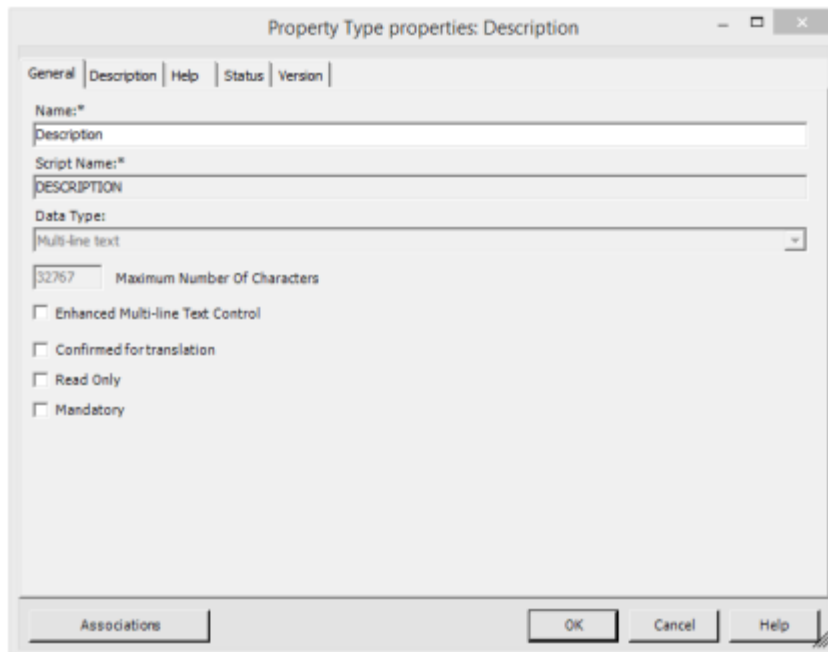 Property Type properties: Description
General Description Help Status Version
Name:*
Description
Script Name:*
DESCRIPTION
Data Type:
Multi-line text
32767 Maximum Number Of Characters
Enhanced Multi-line Text Control
Confirmed for translation
Read Only
Mandatory
Associations OK Cancel Help